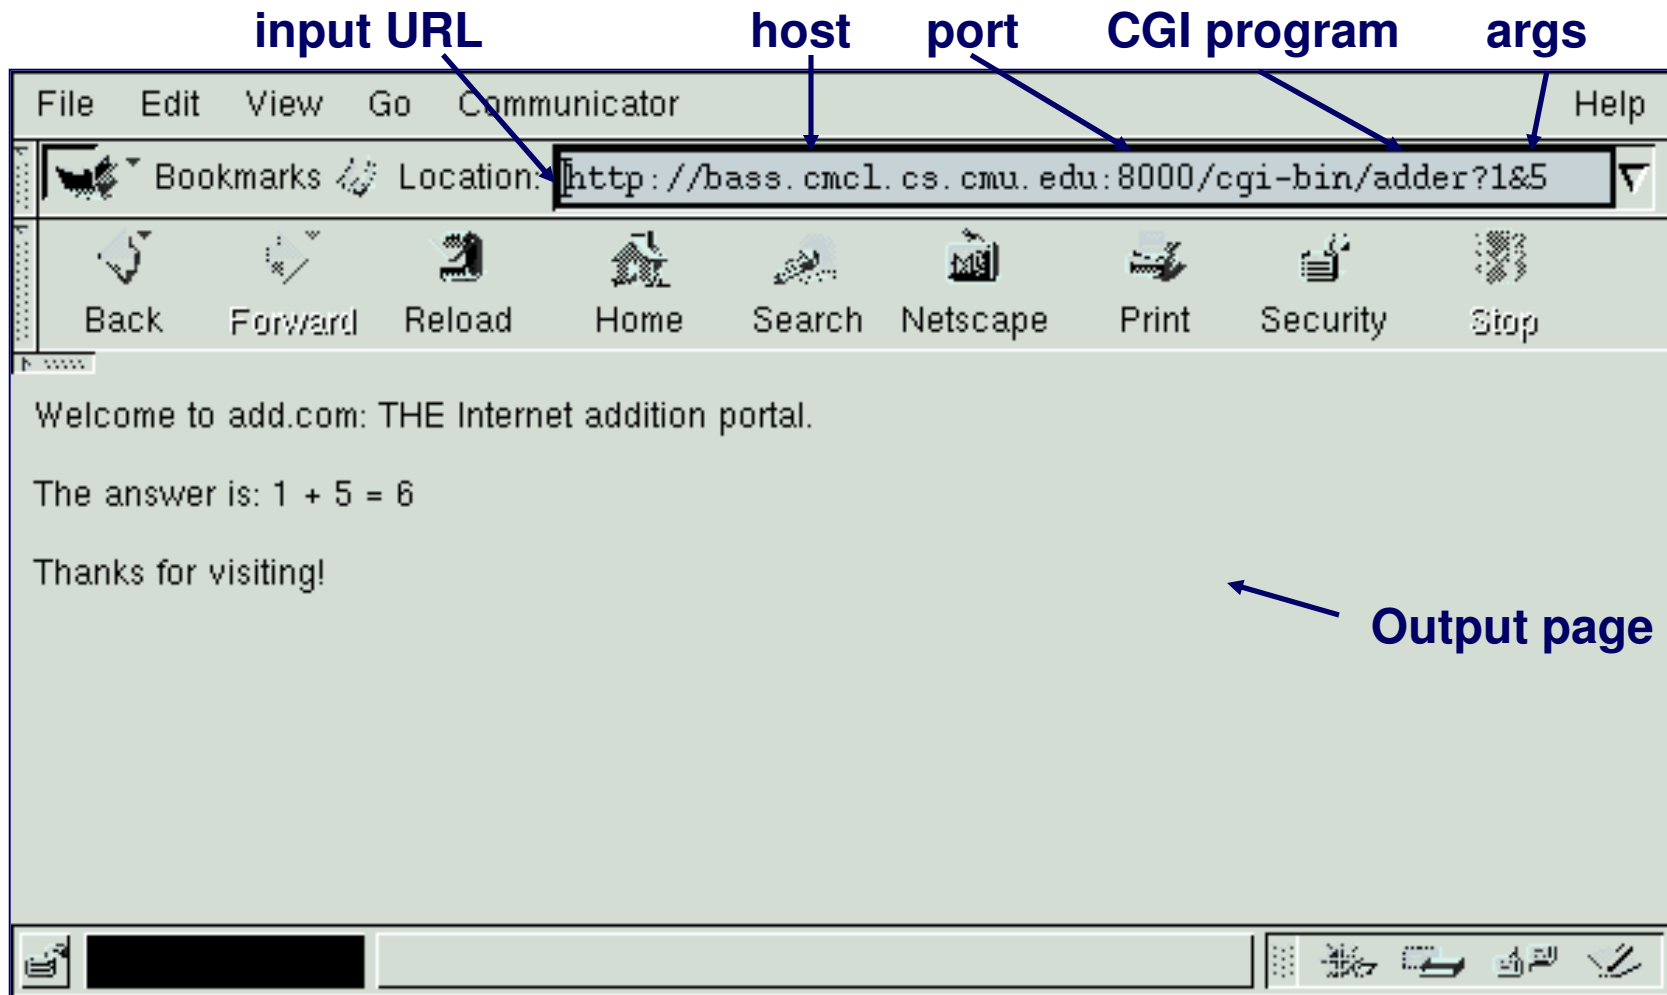 input URL host port CGI program args
File Edit View Go Communicator Help
Bookmarks Location: http://bass.cmcl.cs.cmu.edu:8000/cgi-bin/adder?1&5
My
Back Forward Reload Home Search Netscape Print Security Stop
Welcome to add.com: THE Internet addition portal.
The answer is: 1 + 5 = 6
Thanks for visiting!
Output page